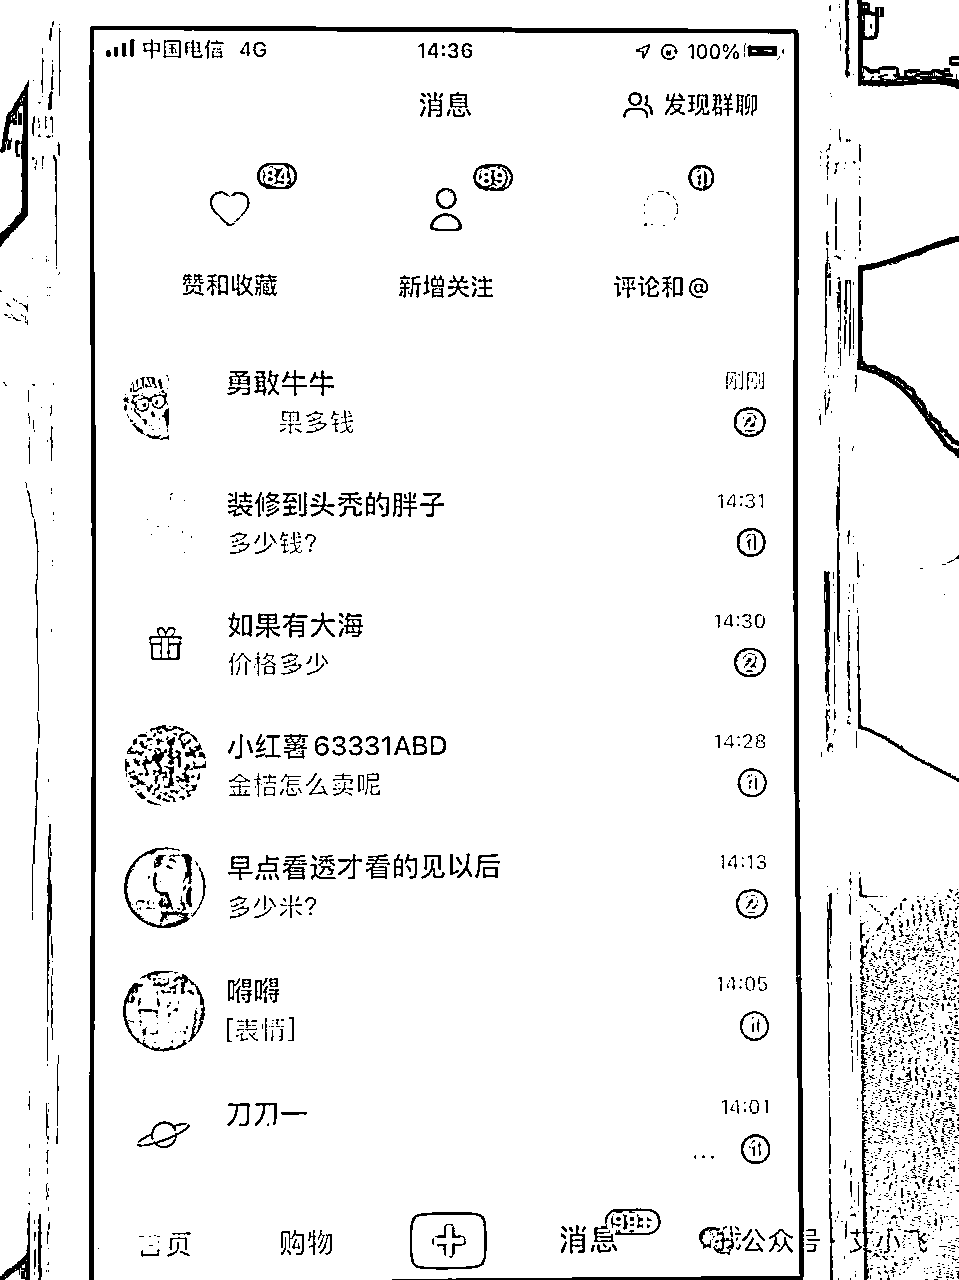 中国电信 4G 14:36 100%
消息 发现群聊
84 89 1
赞和收藏 新增关注 评论和@
勇敢牛牛 刚刚
果多钱 2
装修到头秃的胖子 14:31
多少钱? 1
如果有大海 14:30
价格多少 2
小红薯63331ABD 14:28
金桔怎么卖呢 1
早点看透才看的见以后 14:13
多少米? 2
嘚嘚 14:05
[表情] 1
刀刀一 14:01
... 1
首页 购物 消息 99+ 我
公众号 · 艾小飞